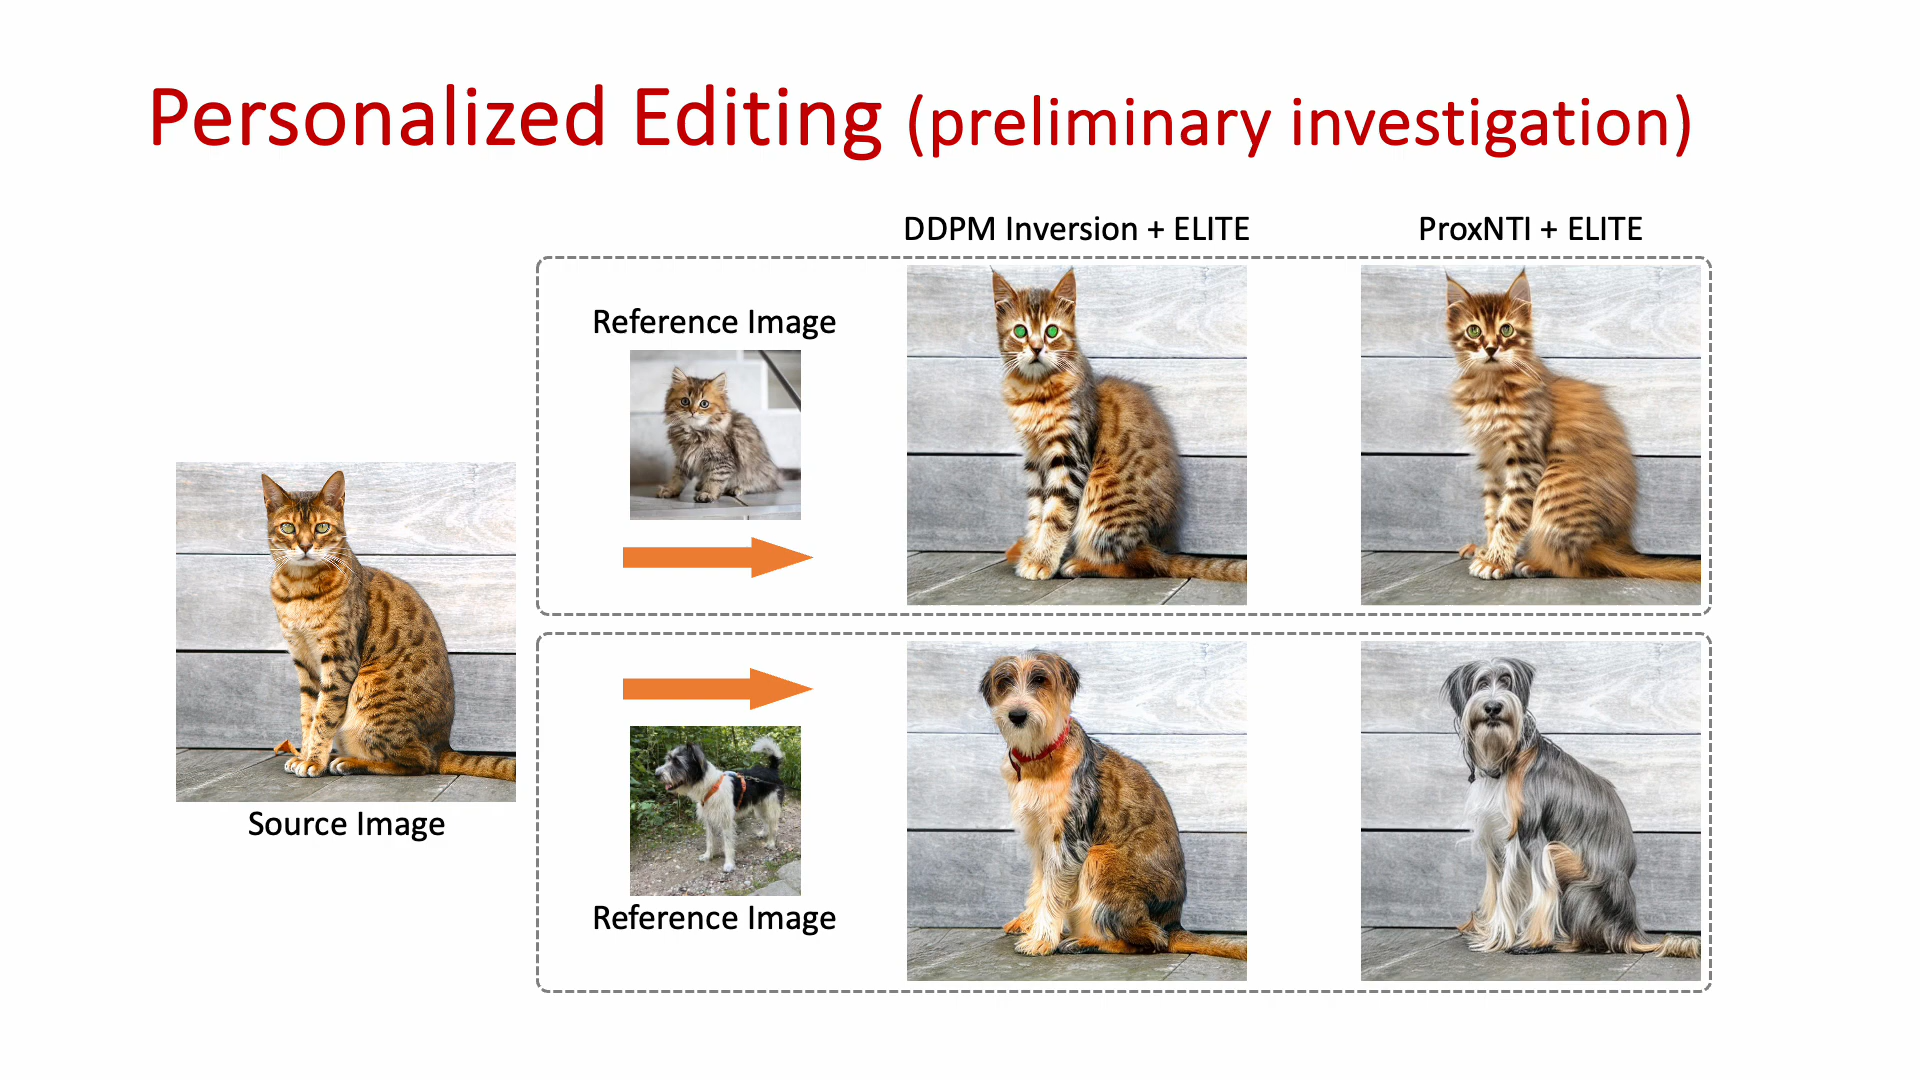 Personalized Editing (preliminary investigation)
DDPM Inversion + ELITE
ProxNTI + ELITE
Reference Image
Source Image
Reference Image